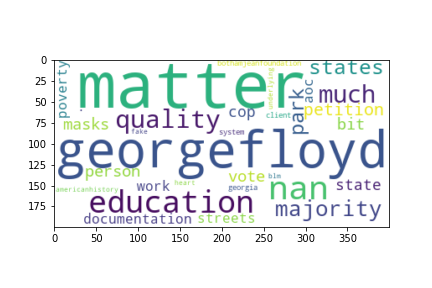 0
25
50
75
100
125
150
175
0 50 100 150 200 250 300 350
poverty
bothamjeanfoundation
matter
underlying
states
aoc
much
park
petition
masks
quality
cop
client
bit
fake
system
georgefloyd
person
vote
blm
nan
state
americanhistory
work
heart
georgia
education
majority
documentation
streets